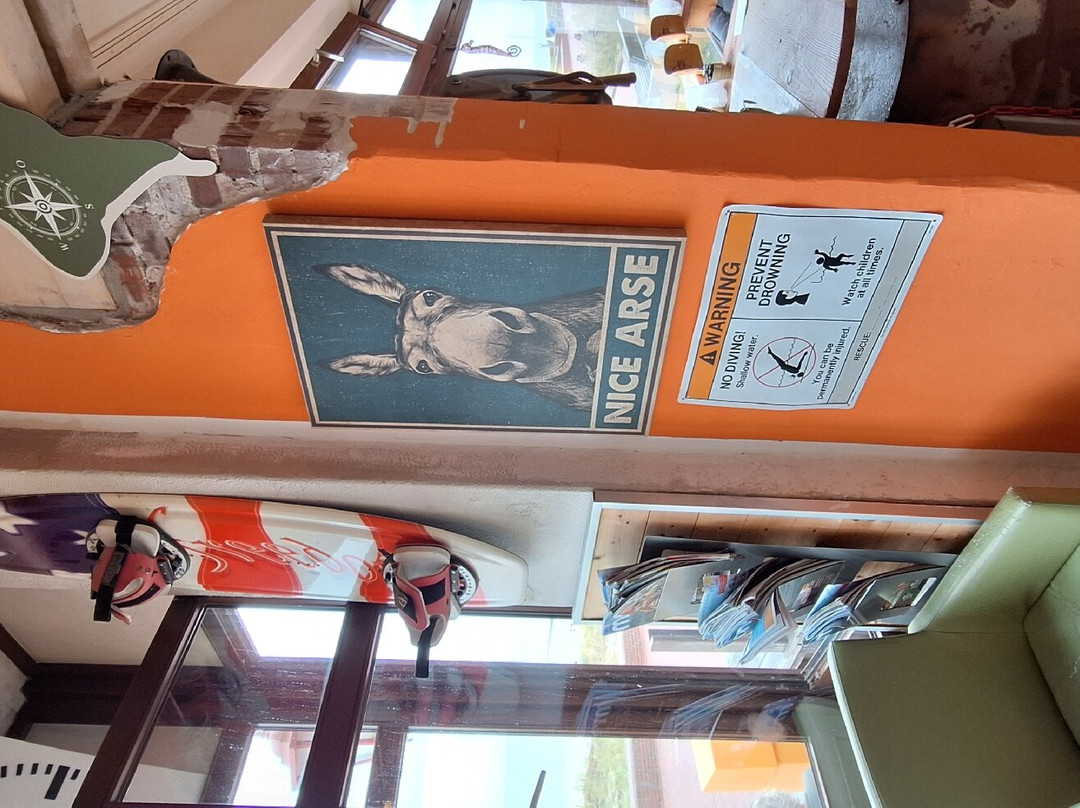 NICE ARSE
WARNING
NO DIVING!
Shallow water.
You can be
permanently injured.
PREVENT
DROWNING
Watch children
at all times.
RESCUE:
O
S
W